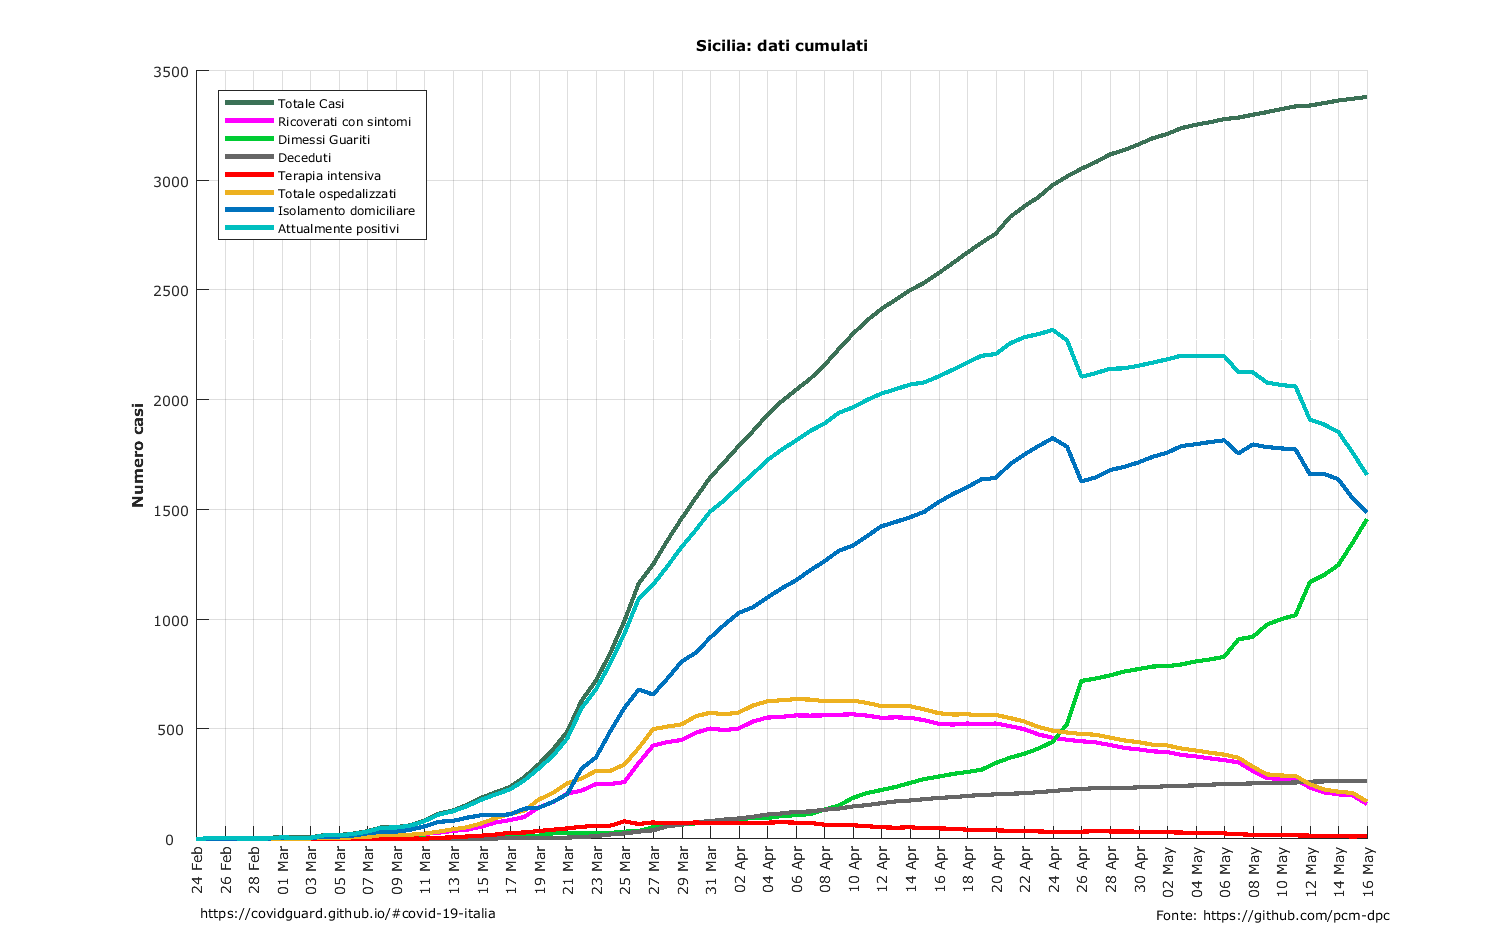 Sicilia: dati cumulati
3500
3000
2500
2000
1500
1000
500
0
Numero casi
Totale Casi
Ricoverati con sintomi
Dimessi Guariti
Deceduti
Terapia intensiva
Totale ospedalizzati
Isolamento domiciliare
Attualmente positivi
24 Feb
26 Feb
28 Feb
01 Mar
03 Mar
05 Mar
07 Mar
09 Mar
11 Mar
13 Mar
15 Mar
17 Mar
19 Mar
21 Mar
23 Mar
25 Mar
27 Mar
29 Mar
31 Mar
02 Apr
04 Apr
06 Apr
08 Apr
10 Apr
12 Apr
14 Apr
16 Apr
18 Apr
20 Apr
22 Apr
24 Apr
26 Apr
28 Apr
30 Apr
02 May
04 May
06 May
08 May
10 May
12 May
14 May
16 May
https://covidguard.github.io/#covid-19-italia
Fonte: https://github.com/pcm-dpc